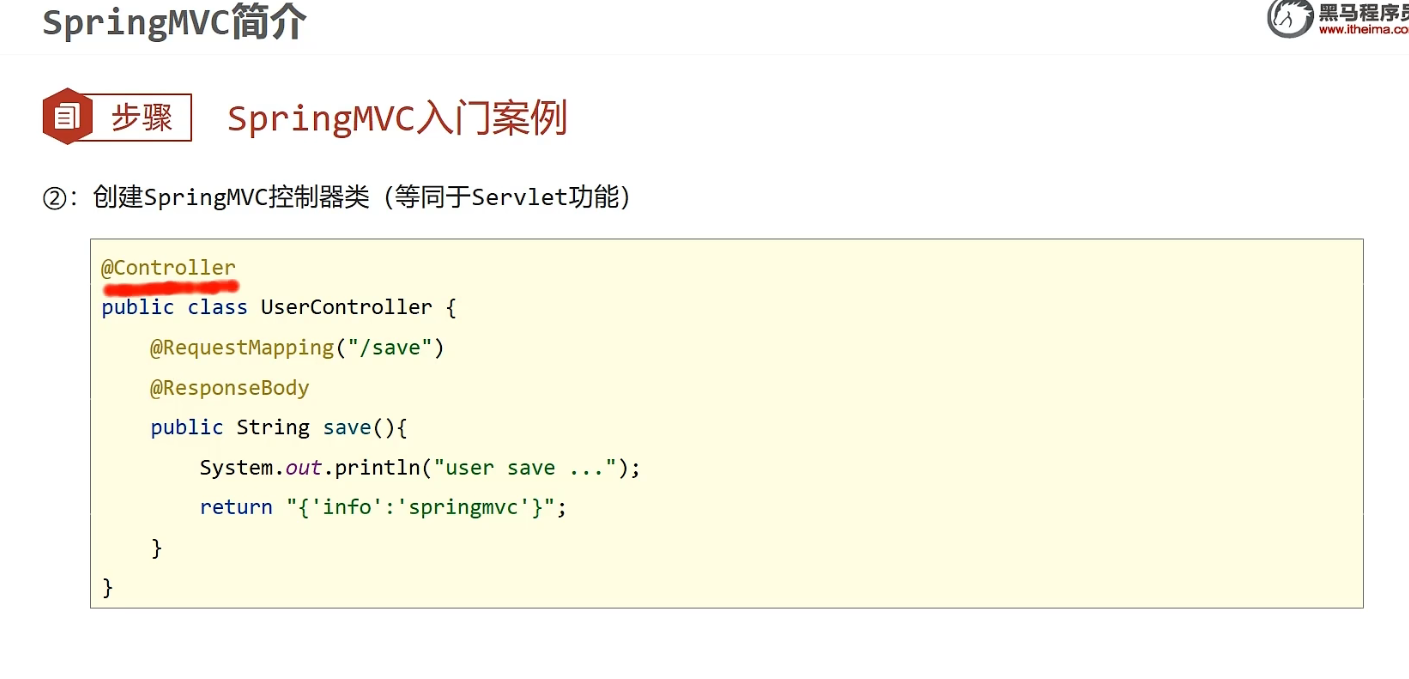 SpringMVC简介
黑马程序员
www.itheima.co
步骤
SpringMVC入门案例
②：创建SpringMVC控制器类（等同于Servlet功能）
@Controller
public class UserController {
    @RequestMapping("/save")
    @ResponseBody
    public String save(){
        System.out.println("user save ...");
        return "{'info':'springmvc'}";
    }
}